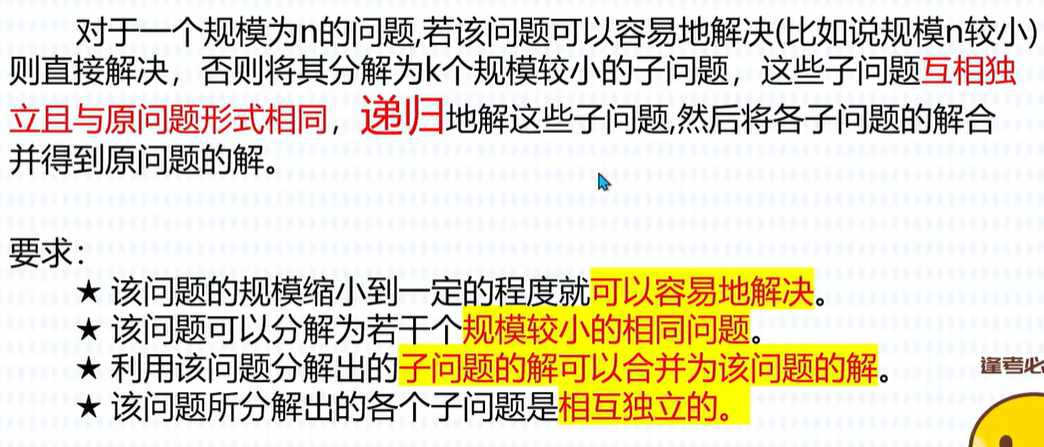 对于一个规模为n的问题,若该问题可以容易地解决(比如说规模n较小)
则直接解决，否则将其分解为k个规模较小的子问题，这些子问题互相独
立且与原问题形式相同，递归地解这些子问题,然后将各子问题的解合
并得到原问题的解。
要求：
★ 该问题的规模缩小到一定的程度就可以容易地解决。
★ 该问题可以分解为若干个规模较小的相同问题。
★ 利用该问题分解出的子问题的解可以合并为该问题的解。
★ 该问题所分解出的各个子问题是相互独立的。
逢考必